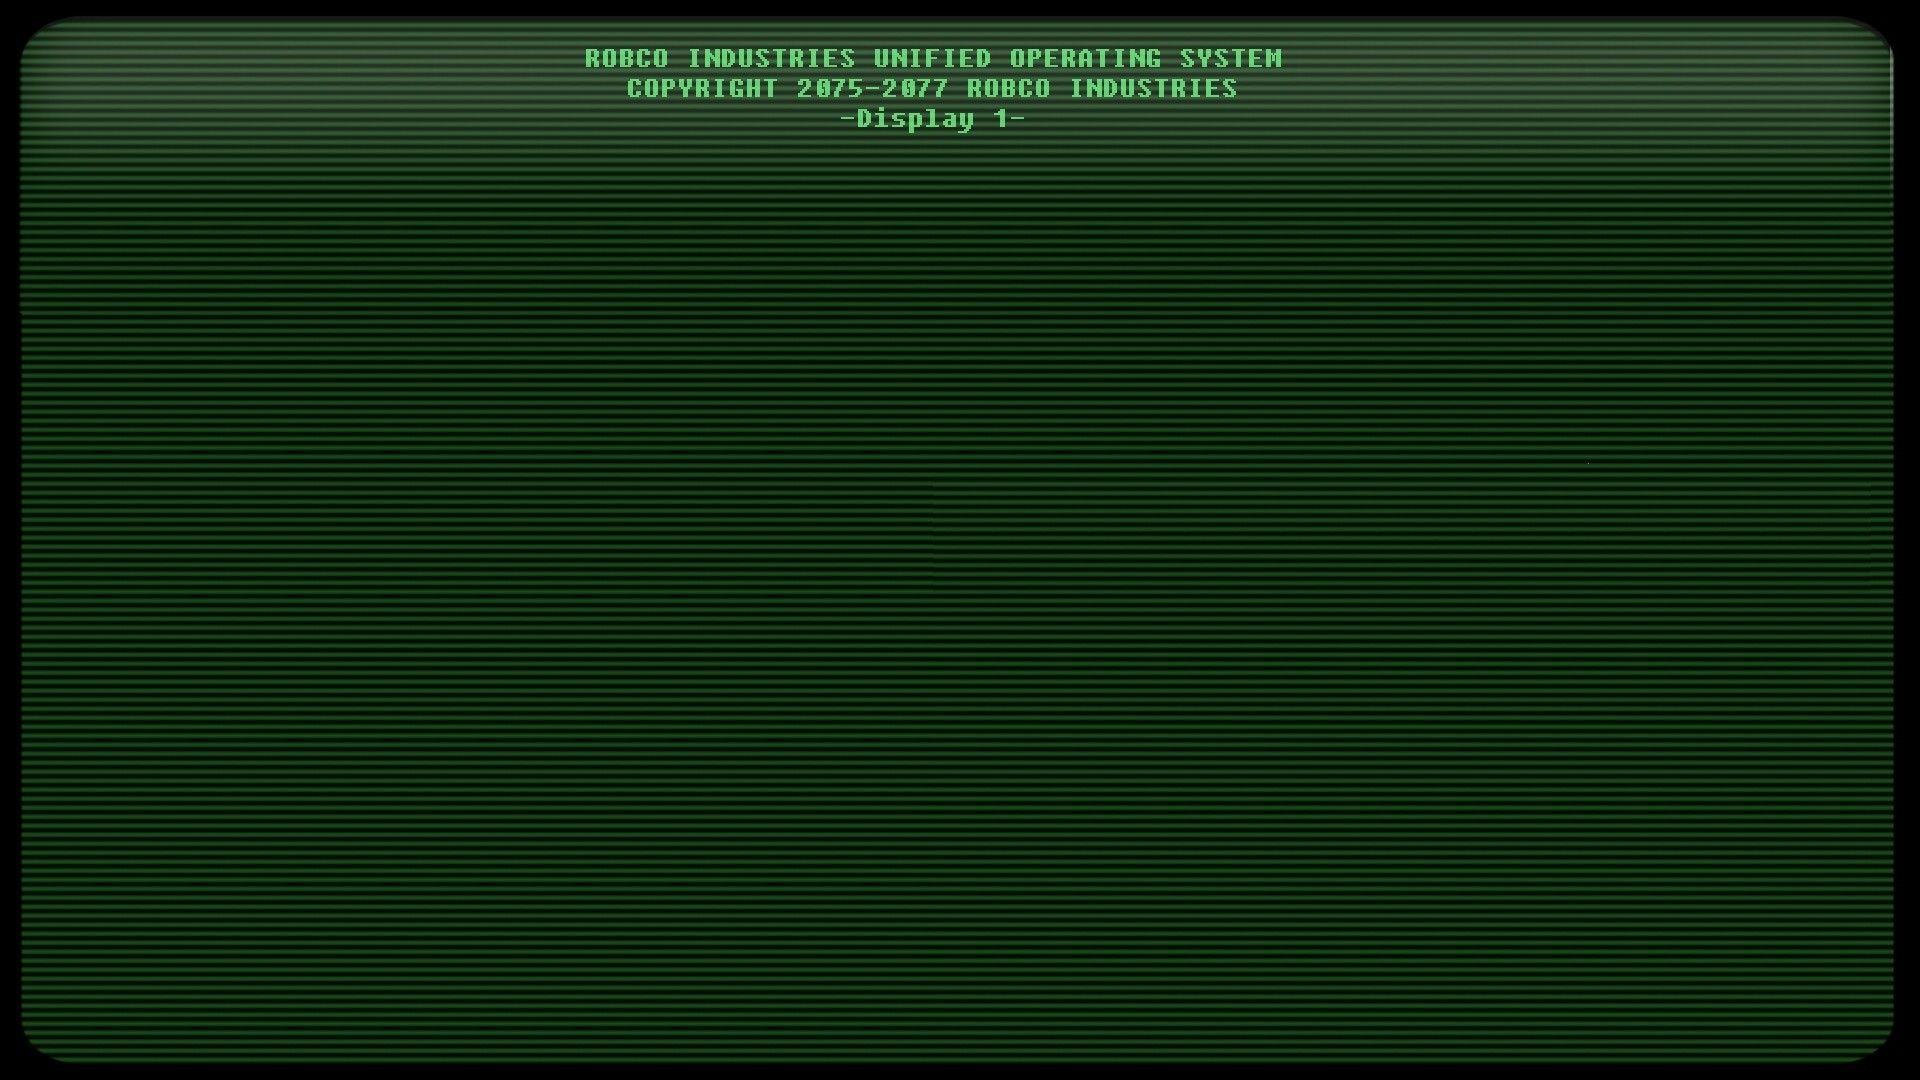 ROBCO INDUSTRIES UNIFIED OPERATING SYSTEM
COPYRIGHT 2075-2077 ROBCO INDUSTRIES
-Display 1-